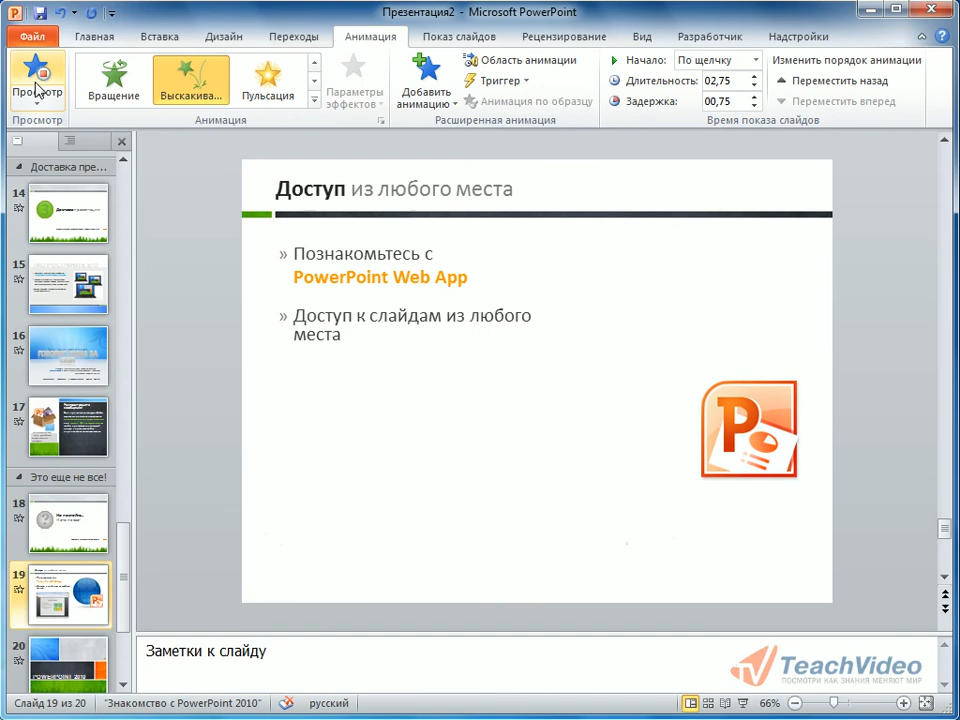 Презентация2 - Microsoft PowerPoint
Файл Главная Вставка Дизайн Переходы Анимация Показ слайдов Рецензирование Вид Разработчик Надстройки
Просмотр
Вращение Выскакива... Пульсация
Параметры эффектов
Добавить анимацию
Область анимации
Триггер
Анимация по образцу
Начало: По щелчку
Длительность: 02,75
Задержка: 00,75
Изменить порядок анимации
Переместить назад
Переместить вперед
Просмотр Анимация Расширенная анимация Время показа слайдов
Доставка пре...
14
15
16
17
Это еще не все!
18
19
20
POWERPOINT 2010
Доступ из любого места
» Познакомьтесь с
PowerPoint Web App
» Доступ к слайдам из любого
места
Заметки к слайду
TeachVideo
ПОСМОТРИ КАК ЗНАНИЯ МЕНЯЮТ МИР
Слайд 19 из 20 "Знакомство с PowerPoint 2010" русский 66%